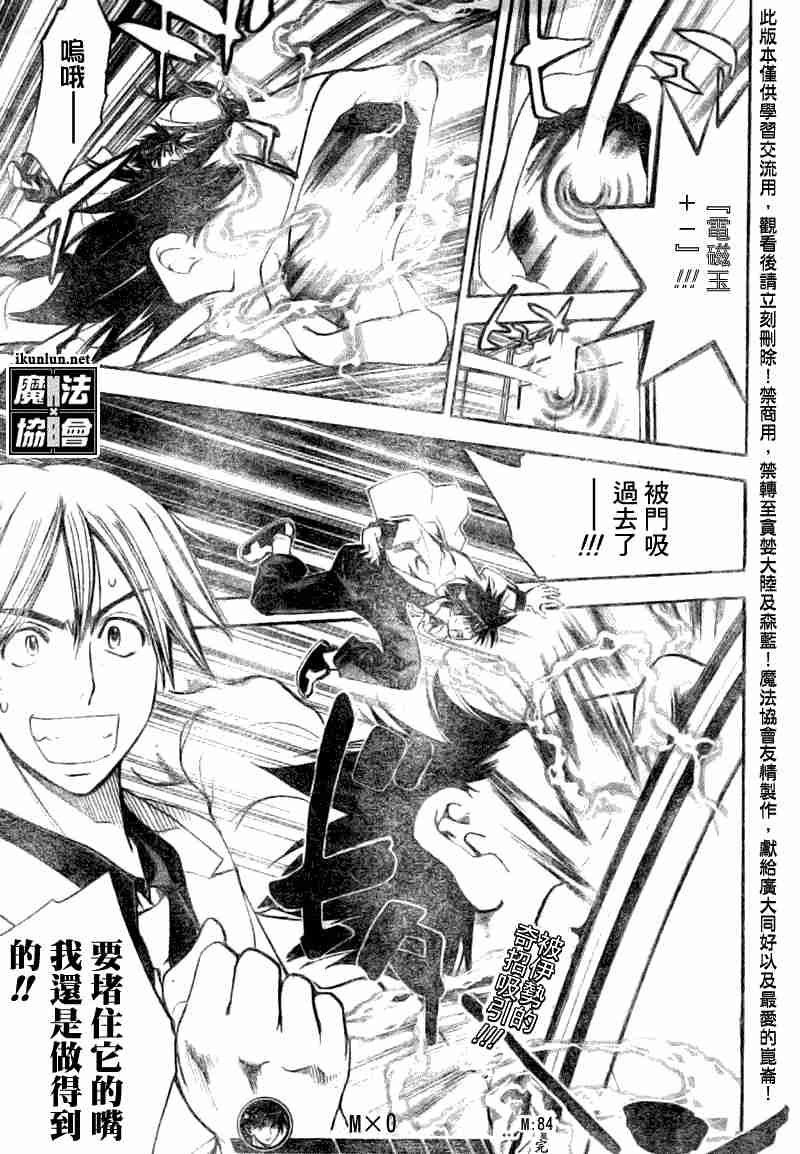 此版本僅供學習交流用，觀看後請立刻刪除！禁商用，禁轉至貪婪大陸及森藍！魔法協會友情製作，獻給廣大同好以及最愛的崑崙！
『電磁玉
＋－』!!!
嗚哦－
ikunlun.net
魔法
協會
M×0
被門吸
過去了
－!!!
被伊勢的
奇招吸引!!!
要堵住它的嘴
我還是做得到
的!!
M×0
M:84
完